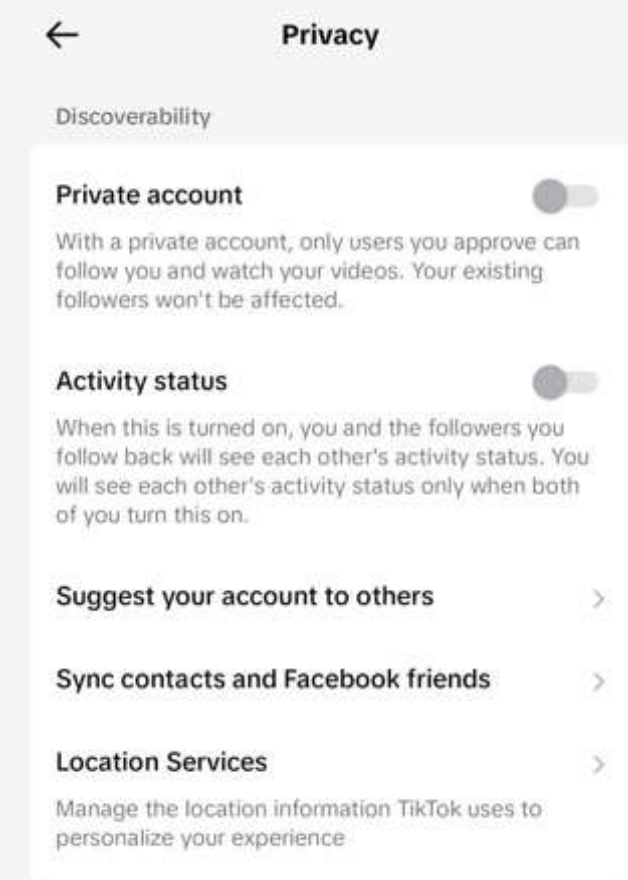 Privacy
Discoverability
Private account
With a private account, only users you approve can
follow you and watch your videos. Your existing
followers won't be affected.
Activity status
When this is turned on, you and the followers you
follow back will see each other's activity status. You
will see each other's activity status only when both
of you turn this on.
Suggest your account to others
Sync contacts and Facebook friends
Location Services
Manage the location information TikTok uses to
personalize your experience